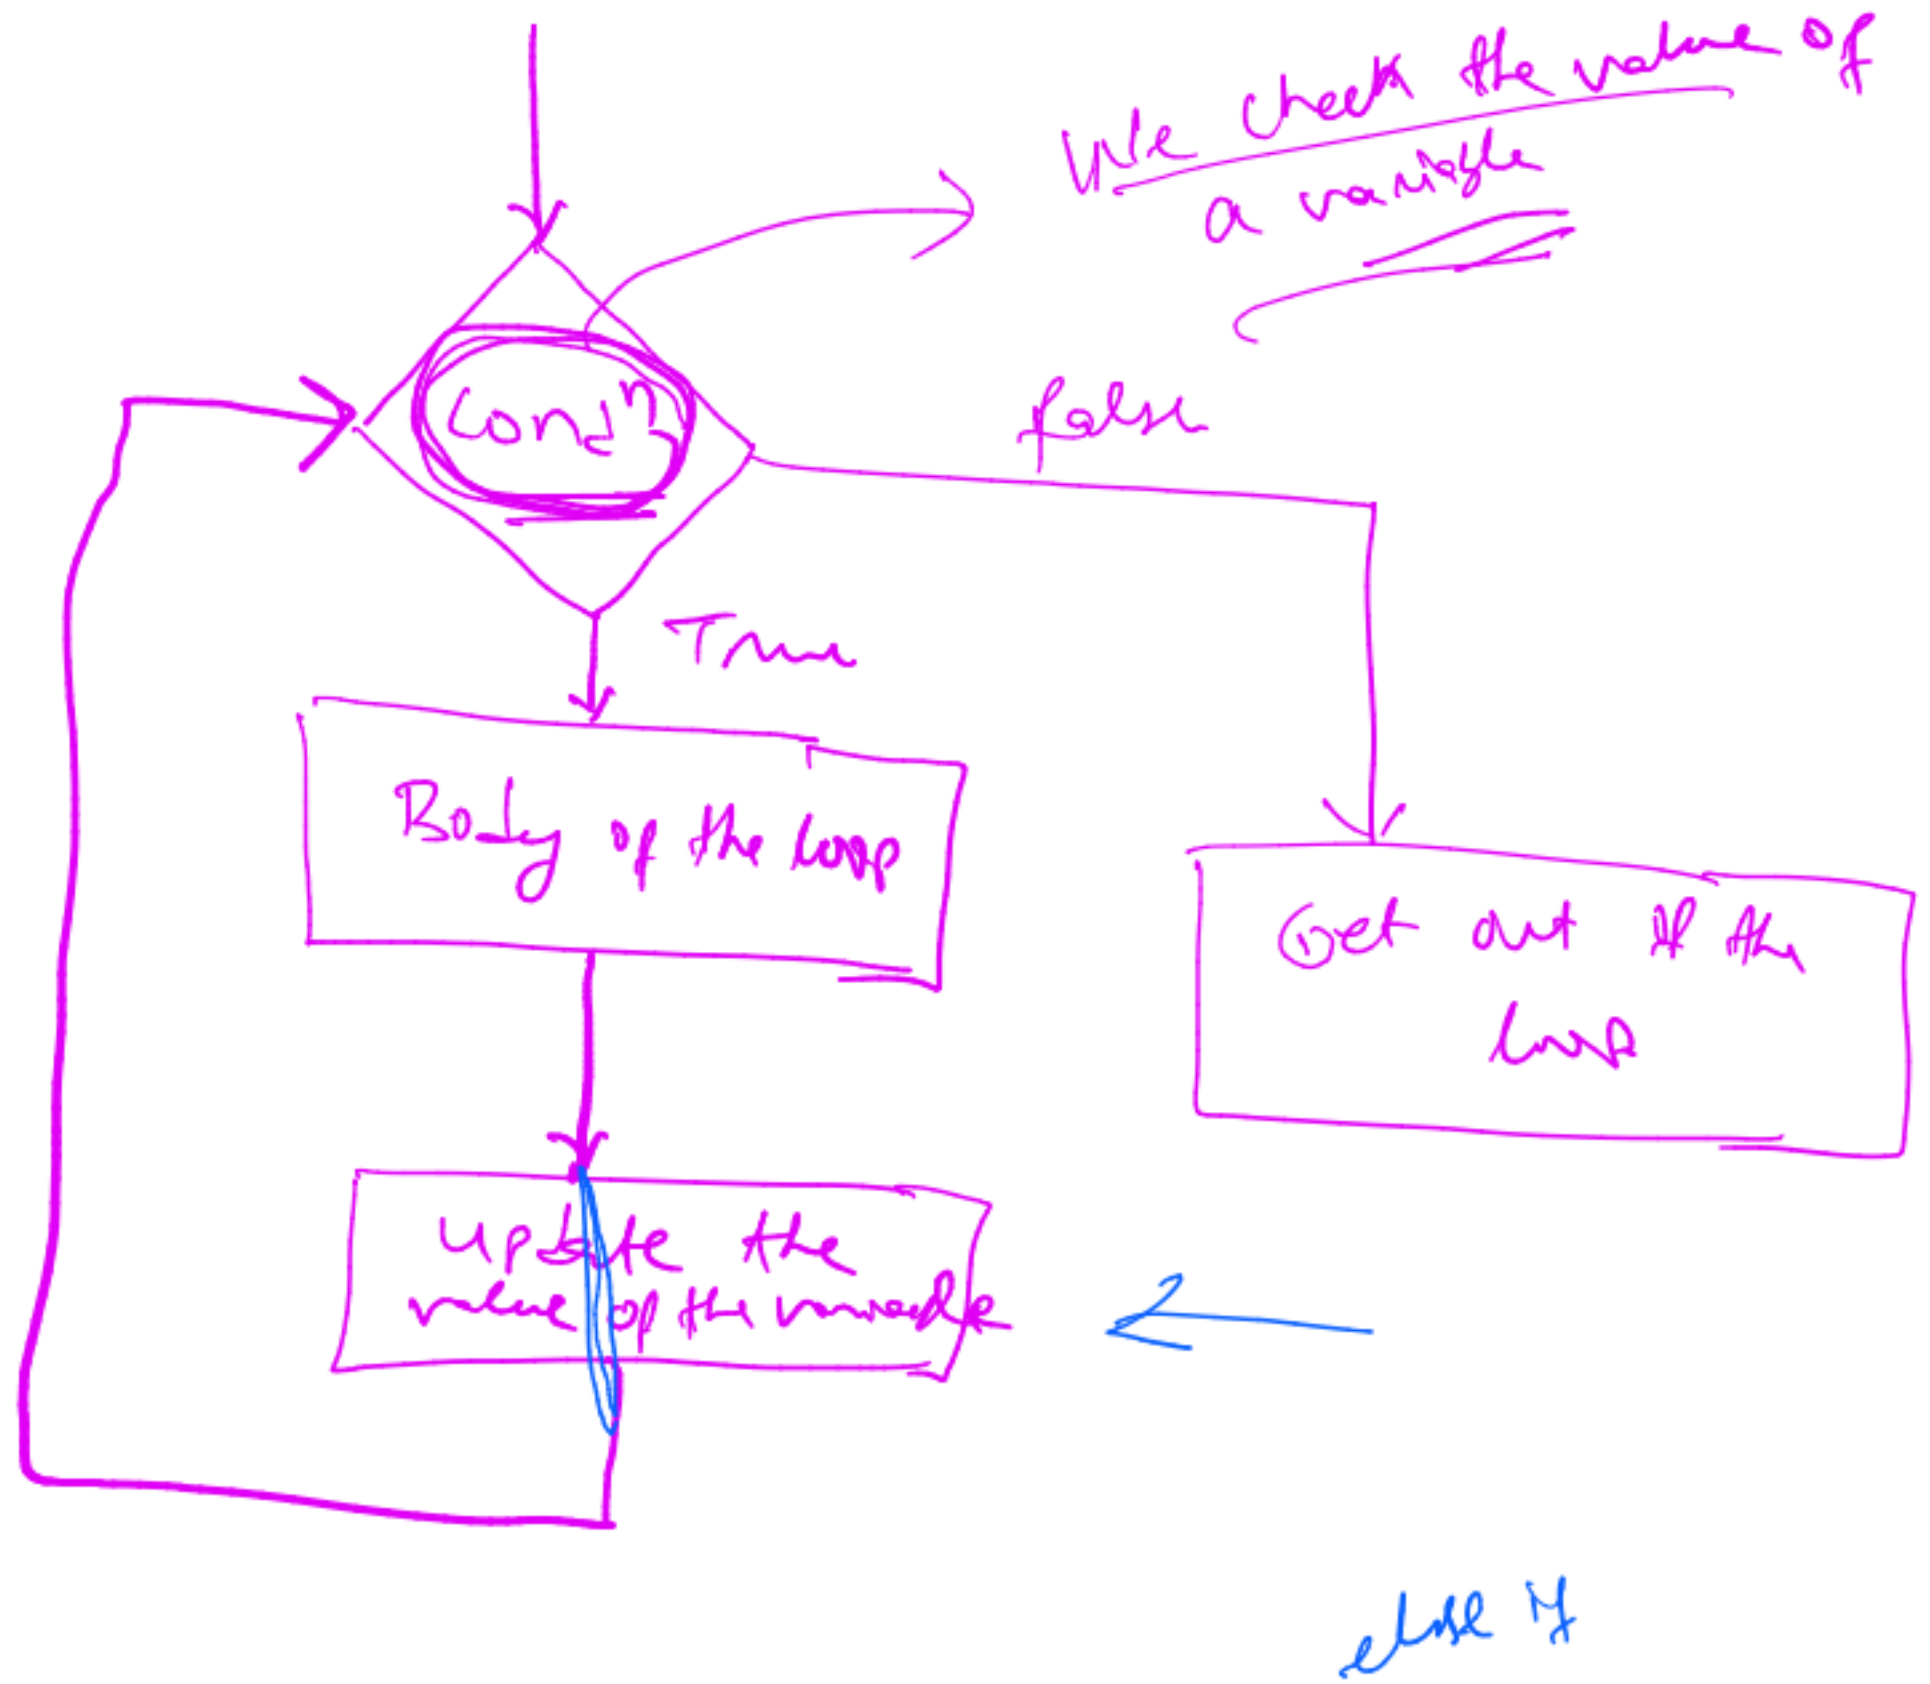 We check the value of
a variable
Condn
false
True
Body of the loop
Get out of the
loop
Update the
value of the variable
else if